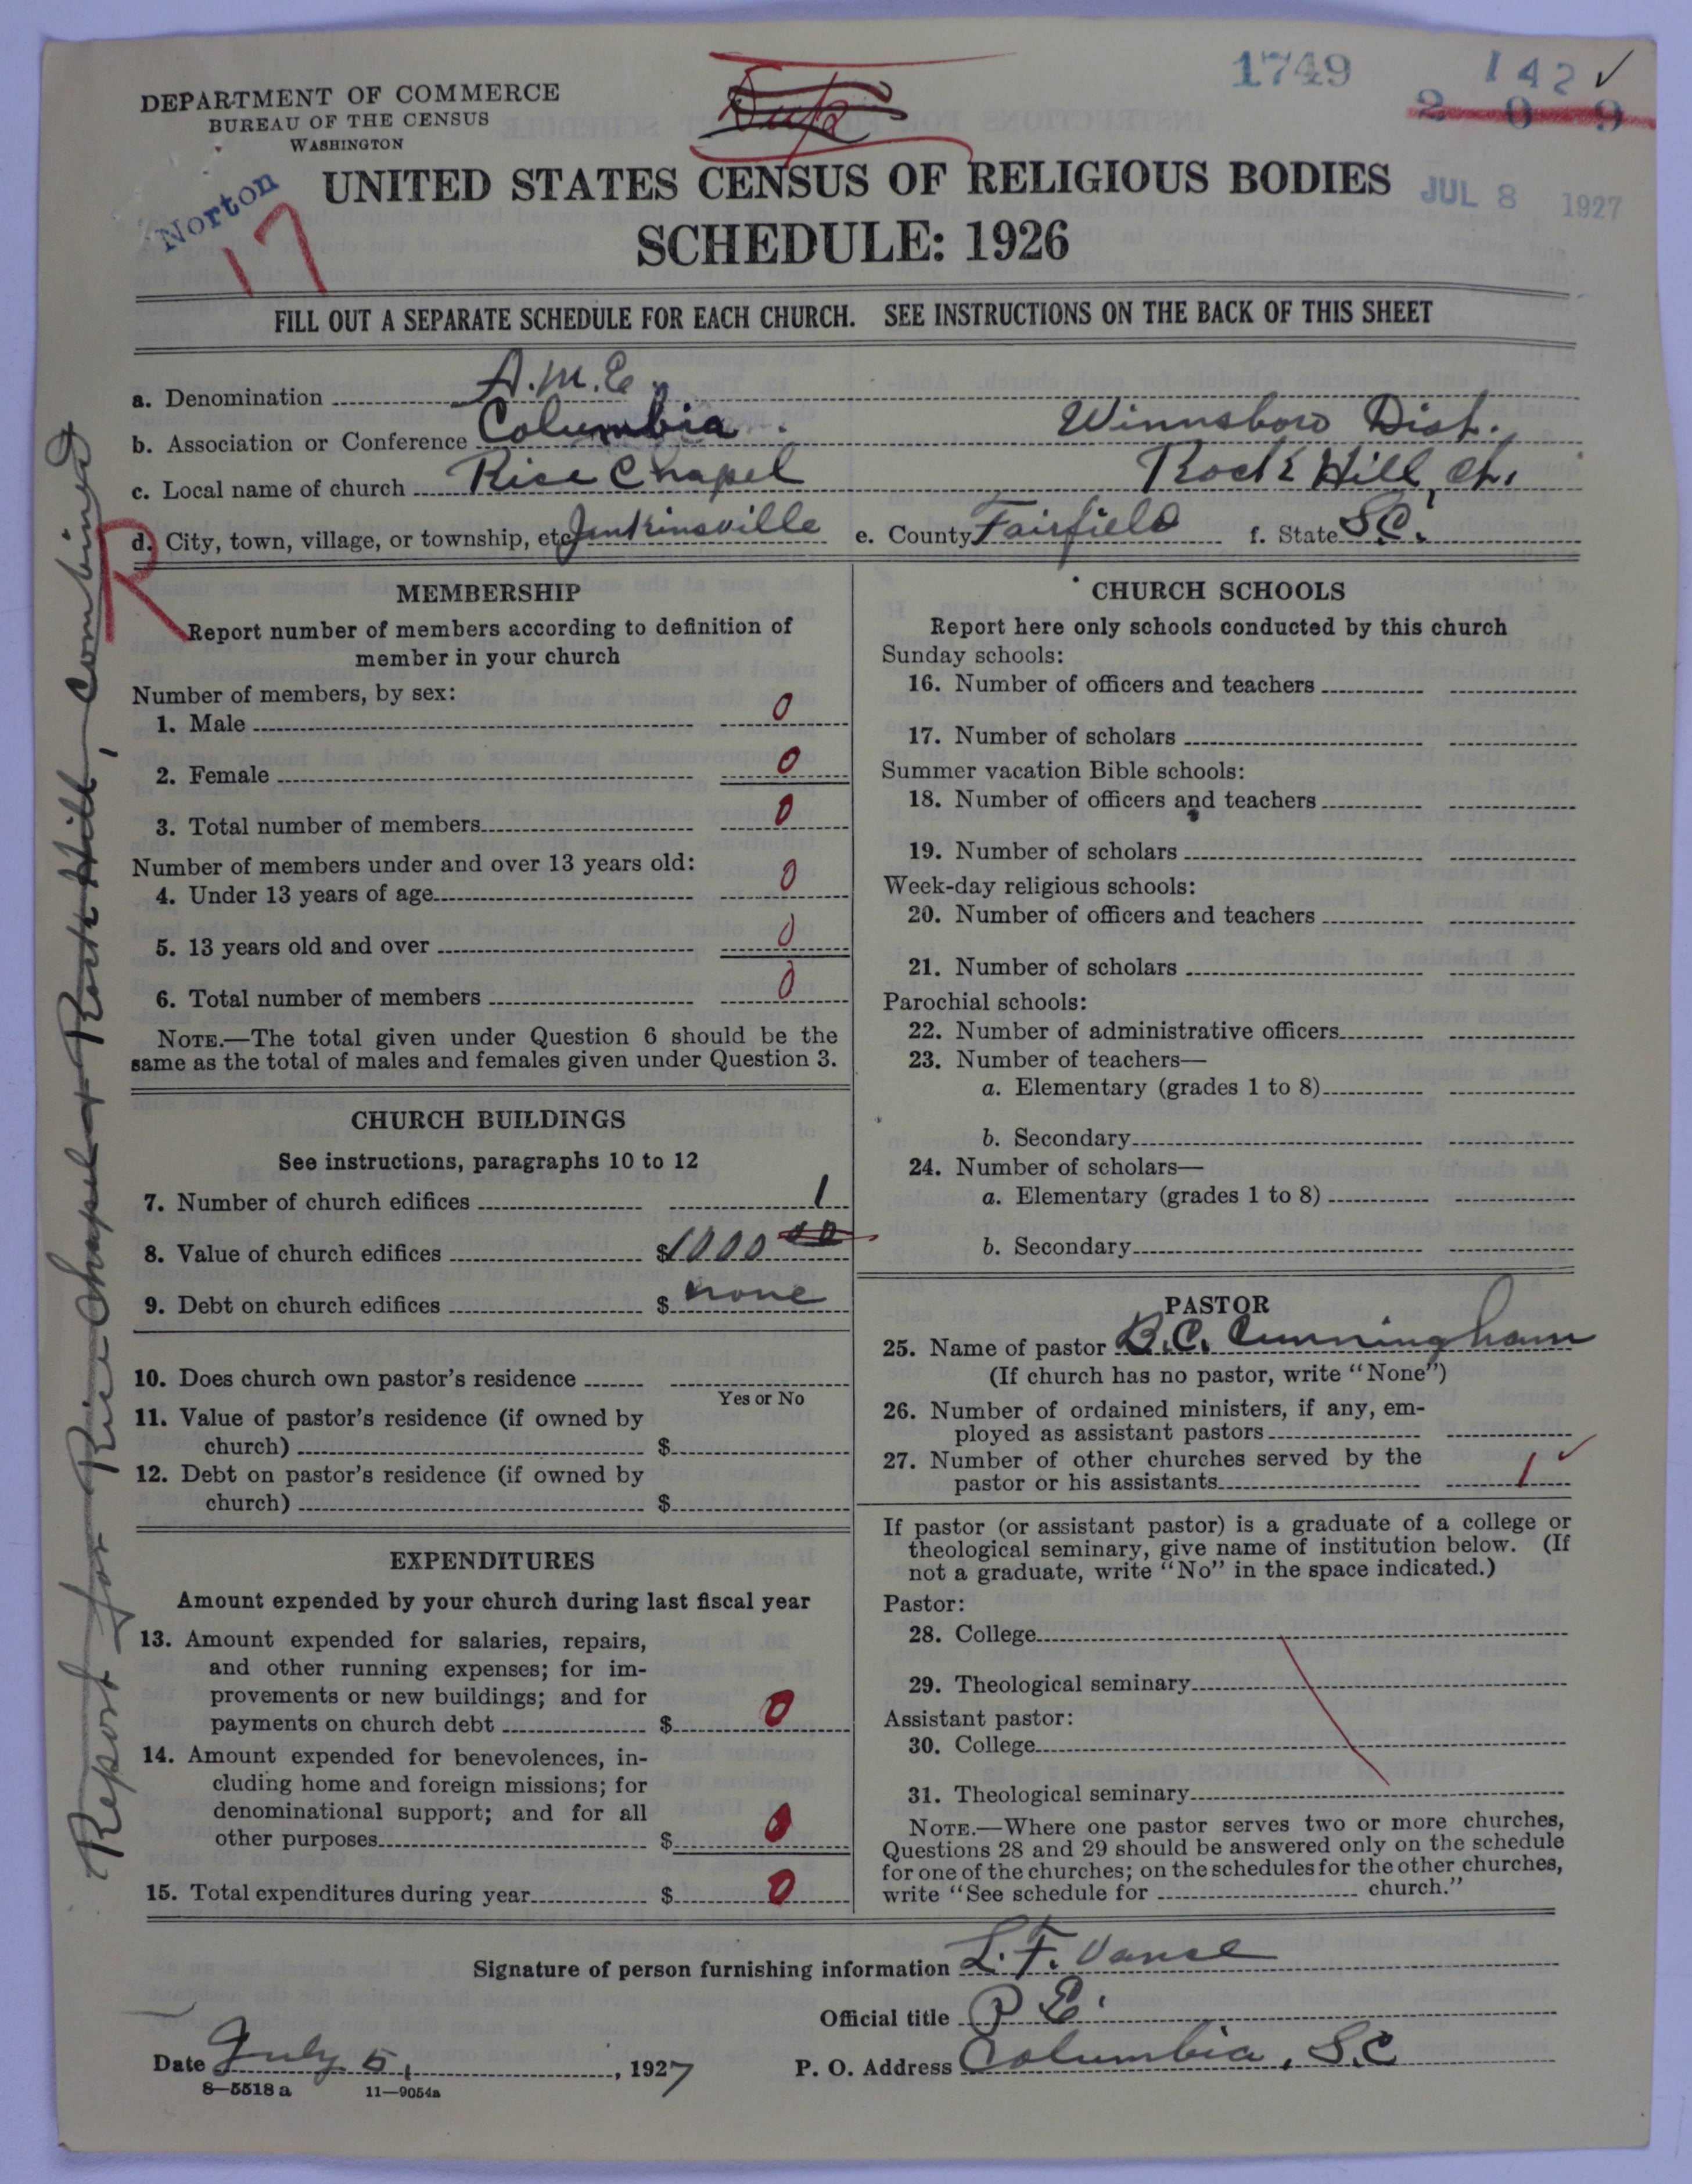 1749 142 ✓
DEPARTMENT OF COMMERCE
BUREAU OF THE CENSUS
WASHINGTON
Dup
2 0 9
Norton
17
UNITED STATES CENSUS OF RELIGIOUS BODIES
JUL 8 1927
SCHEDULE: 1926
FILL OUT A SEPARATE SCHEDULE FOR EACH CHURCH. SEE INSTRUCTIONS ON THE BACK OF THIS SHEET
a. Denomination A.M.E.
b. Association or Conference Columbia. Winnsboro Dist.
c. Local name of church Rice Chapel Rock Hill, Ch.
d. City, town, village, or township, etc. Jenkinsville e. County Fairfield f. State S.C.
R
Report for Rice Chapel & Rock Hill, Combined
MEMBERSHIP
Report number of members according to definition of
member in your church
Number of members, by sex:
1. Male 0
2. Female 0
3. Total number of members 0
Number of members under and over 13 years old:
4. Under 13 years of age 0
5. 13 years old and over 0
6. Total number of members 0
NOTE.—The total given under Question 6 should be the
same as the total of males and females given under Question 3.
CHURCH BUILDINGS
See instructions, paragraphs 10 to 12
7. Number of church edifices 1
8. Value of church edifices $1000 00
9. Debt on church edifices $ none
10. Does church own pastor's residence
Yes or No
11. Value of pastor's residence (if owned by
church) $
12. Debt on pastor's residence (if owned by
church) $
EXPENDITURES
Amount expended by your church during last fiscal year
13. Amount expended for salaries, repairs,
and other running expenses; for im-
provements or new buildings; and for
payments on church debt $ 0
14. Amount expended for benevolences, in-
cluding home and foreign missions; for
denominational support; and for all
other purposes $ 0
15. Total expenditures during year $ 0
CHURCH SCHOOLS
Report here only schools conducted by this church
Sunday schools:
16. Number of officers and teachers
17. Number of scholars
Summer vacation Bible schools:
18. Number of officers and teachers
19. Number of scholars
Week-day religious schools:
20. Number of officers and teachers
21. Number of scholars
Parochial schools:
22. Number of administrative officers
23. Number of teachers—
a. Elementary (grades 1 to 8)
b. Secondary
24. Number of scholars—
a. Elementary (grades 1 to 8)
b. Secondary
PASTOR
25. Name of pastor B.C. Cunningham
(If church has no pastor, write "None")
26. Number of ordained ministers, if any, em-
ployed as assistant pastors
27. Number of other churches served by the
pastor or his assistants 1 ✓
If pastor (or assistant pastor) is a graduate of a college or
theological seminary, give name of institution below. (If
not a graduate, write "No" in the space indicated.)
Pastor:
28. College
29. Theological seminary
Assistant pastor:
30. College
31. Theological seminary
NOTE.—Where one pastor serves two or more churches,
Questions 28 and 29 should be answered only on the schedule
for one of the churches; on the schedules for the other churches,
write "See schedule for church."
Signature of person furnishing information L. F. Vance
Official title P E.
Date July 5, 1927 P. O. Address Columbia, S.C
8—5518 a 11—9054a